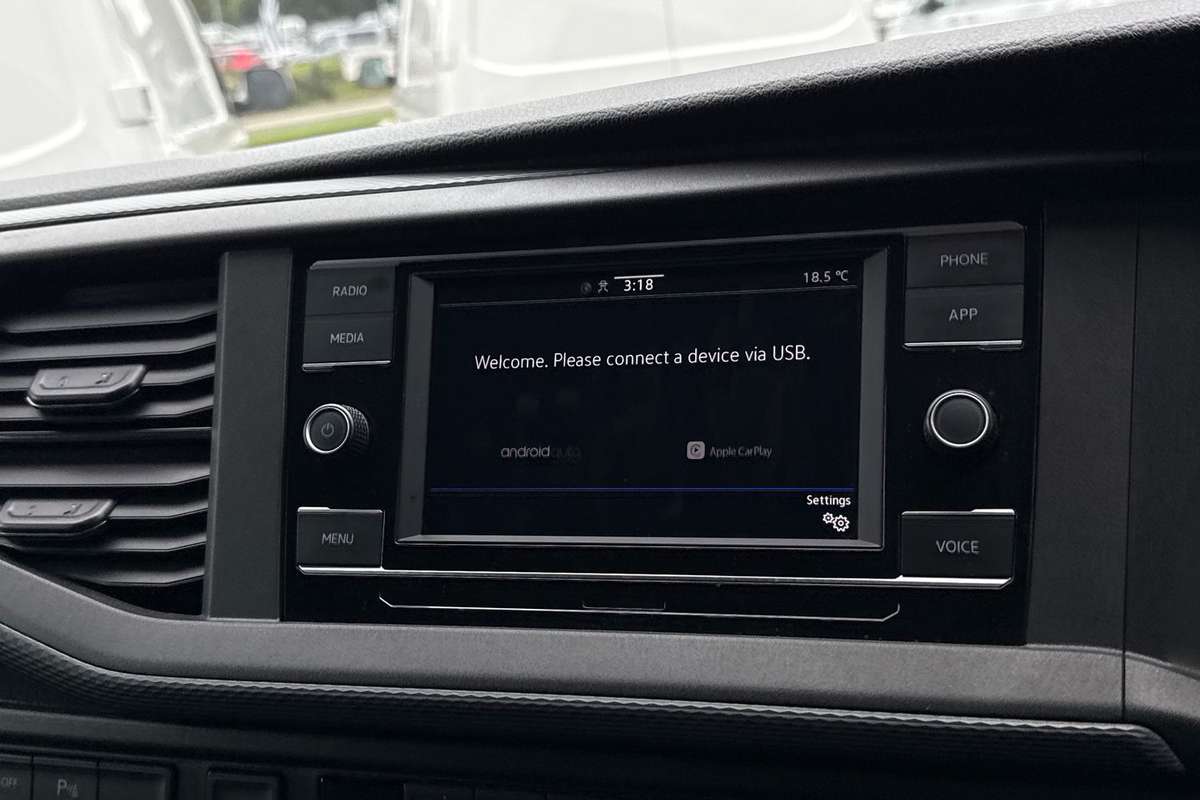 RADIO
MEDIA
3:18
18.5 °C
PHONE
APP
Welcome. Please connect a device via USB.
androidauto
Apple CarPlay
Settings
MENU
VOICE
OFF
P